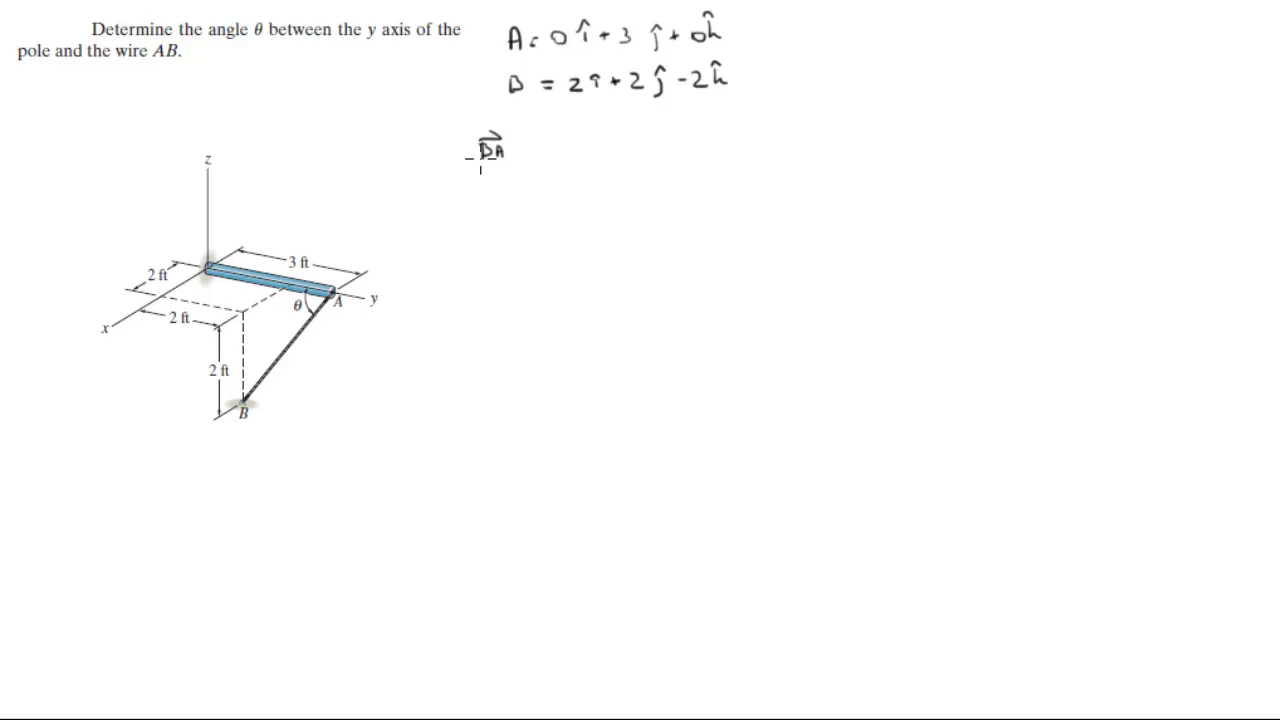 Determine the angle θ between the y axis of the
pole and the wire AB.
A = 0î + 3 ĵ + 0k̂
B = 2î + 2ĵ - 2k̂
BA
z
3 ft
2 ft
θ
A
y
x
2 ft
2 ft
B